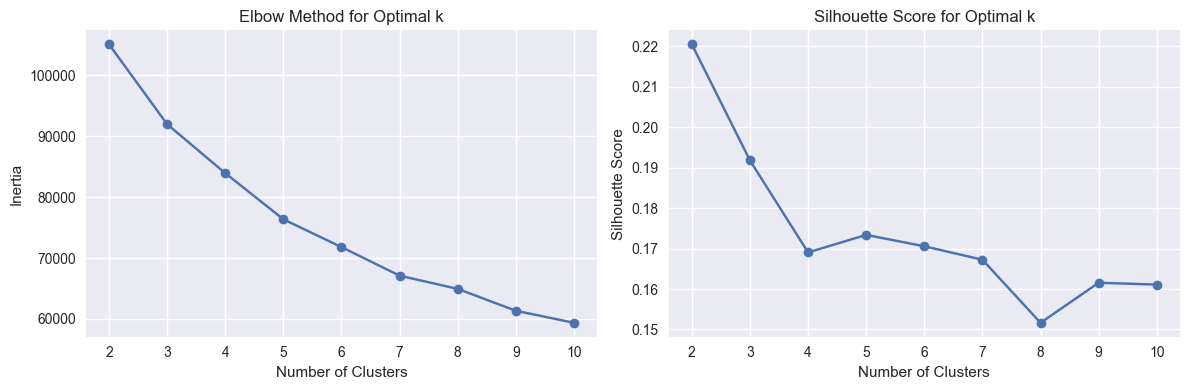 Elbow Method for Optimal k
100000
90000
80000
70000
60000
Inertia
2 3 4 5 6 7 8 9 10
Number of Clusters
Silhouette Score for Optimal k
0.22
0.21
0.20
0.19
0.18
0.17
0.16
0.15
Silhouette Score
2 3 4 5 6 7 8 9 10
Number of Clusters